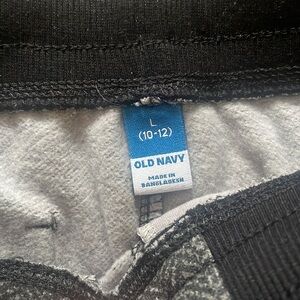 L
(10-12)
OLD NAVY
MADE IN
BANGLADESH